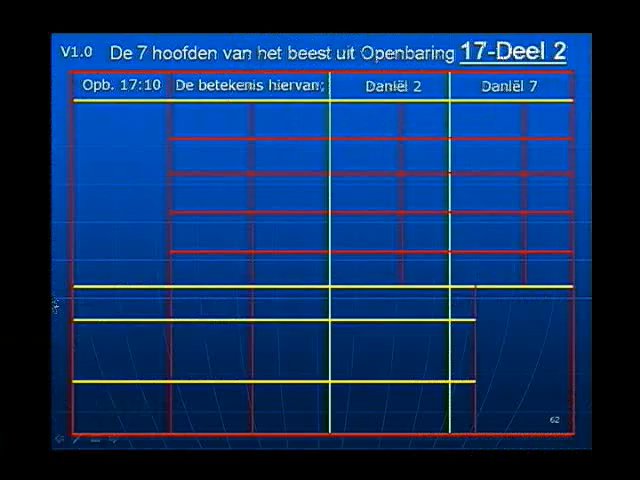 V1.0 De 7 hoofden van het beest uit Openbaring 17-Deel 2
Opb. 17:10 De betekenis hiervan; Daniël 2 Daniël 7
62